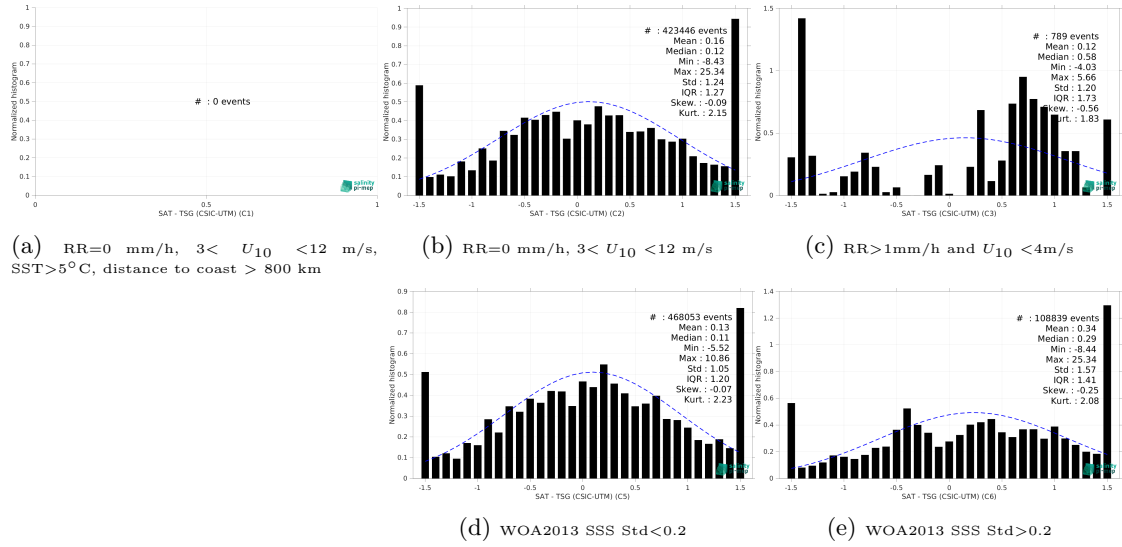 1
0.9
0.8
0.7
0.6
0.5
0.4
0.3
0.2
0.1
0
Normalized histogram
# : 0 events
0
0.5
1
SAT - TSG (CSIC-UTM) (C1)
salinity
(a) RR=0 mm/h, 3< U10 <12 m/s,
SST>5°C, distance to coast > 800 km
1
0.9
0.8
0.7
0.6
0.5
0.4
0.3
0.2
0.1
0
Normalized histogram
# : 423446 events
Mean : 0.16
Median : 0.12
Min : -8.43
Max : 25.34
Std : 1.24
IQR : 1.27
Skew. : -0.09
Kurt. : 2.15
-1.5
-1
-0.5
0
0.5
1
1.5
SAT - TSG (CSIC-UTM) (C2)
(b) RR=0 mm/h, 3< U10 <12 m/s
1.5
1
0.5
0
Normalized histogram
# : 789 events
Mean : 0.12
Median : 0.58
Min : -4.03
Max : 5.66
Std : 1.20
IQR : 1.73
Skew. : -0.56
Kurt. : 1.83
-1.5
-1
-0.5
0
0.5
1
1.5
SAT - TSG (CSIC-UTM) (C3)
(c) RR>1mm/h and U10 <4m/s
0.9
0.8
0.7
0.6
0.5
0.4
0.3
0.2
0.1
0
Normalized histogram
# : 468053 events
Mean : 0.13
Median : 0.11
Min : -5.52
Max : 10.86
Std : 1.05
IQR : 1.20
Skew. : -0.07
Kurt. : 2.23
-1.5
-1
-0.5
0
0.5
1
1.5
SAT - TSG (CSIC-UTM) (C5)
(d) WOA2013 SSS Std<0.2
1.4
1.2
1
0.8
0.6
0.4
0.2
0
Normalized histogram
# : 108839 events
Mean : 0.34
Median : 0.29
Min : -8.44
Max : 25.34
Std : 1.57
IQR : 1.41
Skew. : -0.25
Kurt. : 2.08
-1.5
-1
-0.5
0
0.5
1
1.5
SAT - TSG (CSIC-UTM) (C6)
(e) WOA2013 SSS Std>0.2